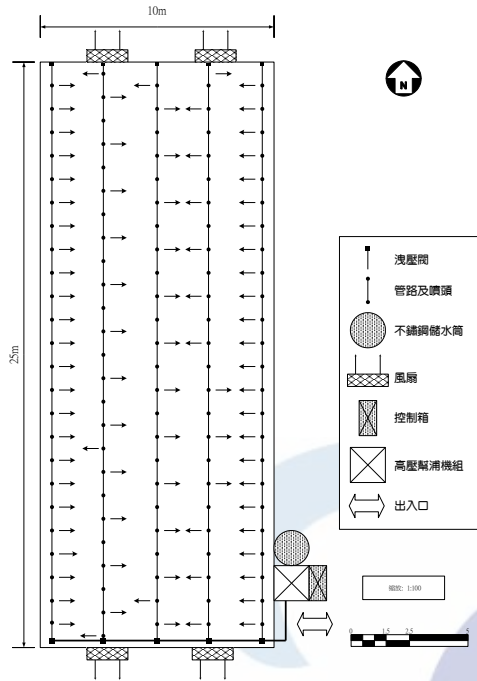 10m
N
25m
洩壓閥
管路及噴頭
不鏽鋼儲水筒
風扇
控制箱
高壓幫浦機組
出入口
縮放: 1:100
0 1.5 2.5 5